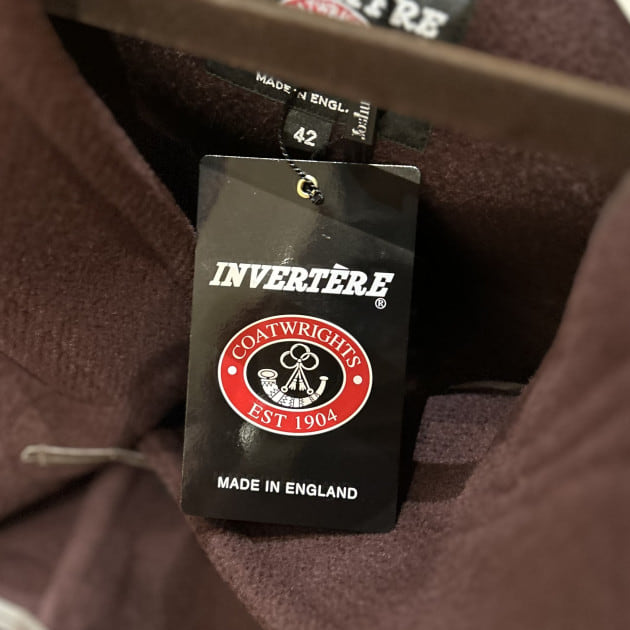 MADE IN ENGL.
42
INVERTÈRE
®
COATWRIGHTS
EST 1904
MADE IN ENGLAND